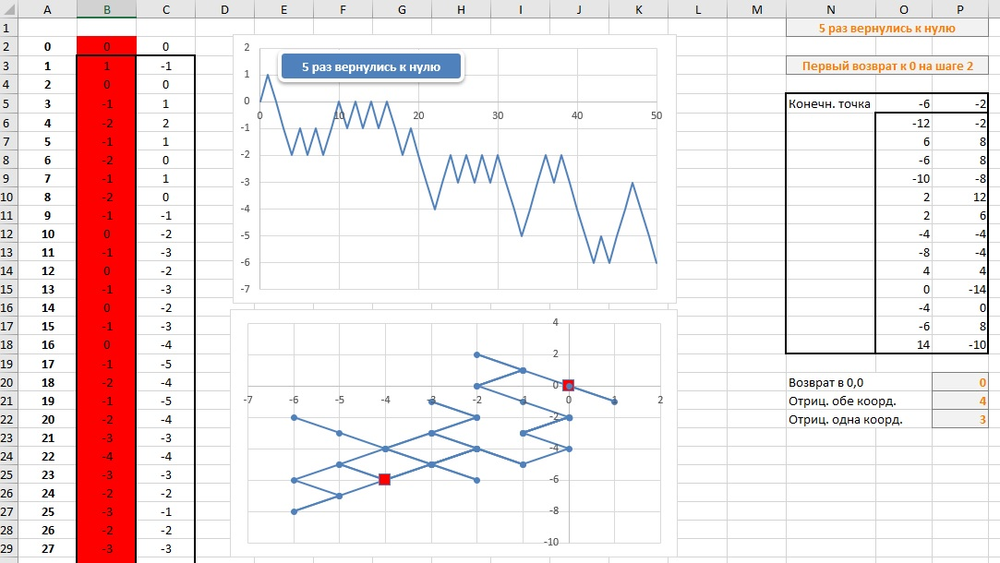 A B C D E F G H I J K L M N O P
1 5 раз вернулись к нулю
2 0 0 0
3 1 1 -1 Первый возврат к 0 на шаге 2
4 2 0 0
5 3 -1 1 Конечн. точка -6 -2
6 4 -2 2 -12 -2
7 5 -1 1 6 8
8 6 -2 0 -6 8
9 7 -1 1 -10 -8
10 8 -2 0 2 12
11 9 -1 -1 2 6
12 10 0 -2 -4 -4
13 11 -1 -3 -8 -4
14 12 0 -2 4 4
15 13 -1 -3 0 -14
16 14 0 -2 -4 0
17 15 -1 -3 -6 8
18 16 0 -4 14 -10
19 17 -1 -5
20 18 -2 -4 Возврат в 0,0 0
21 19 -1 -5 Отриц. обе коорд. 4
22 20 -2 -4 Отриц. одна коорд. 3
23 21 -3 -3
24 22 -4 -4
25 23 -3 -3
26 24 -2 -2
27 25 -3 -1
28 26 -2 -2
29 27 -3 -3
5 раз вернулись к нулю
2
1
0
-1
-2
-3
-4
-5
-6
-7
0 10 20 30 40 50
4
2
0
-2
-4
-6
-8
-10
-7 -6 -5 -4 -3 -2 -1 0 1 2